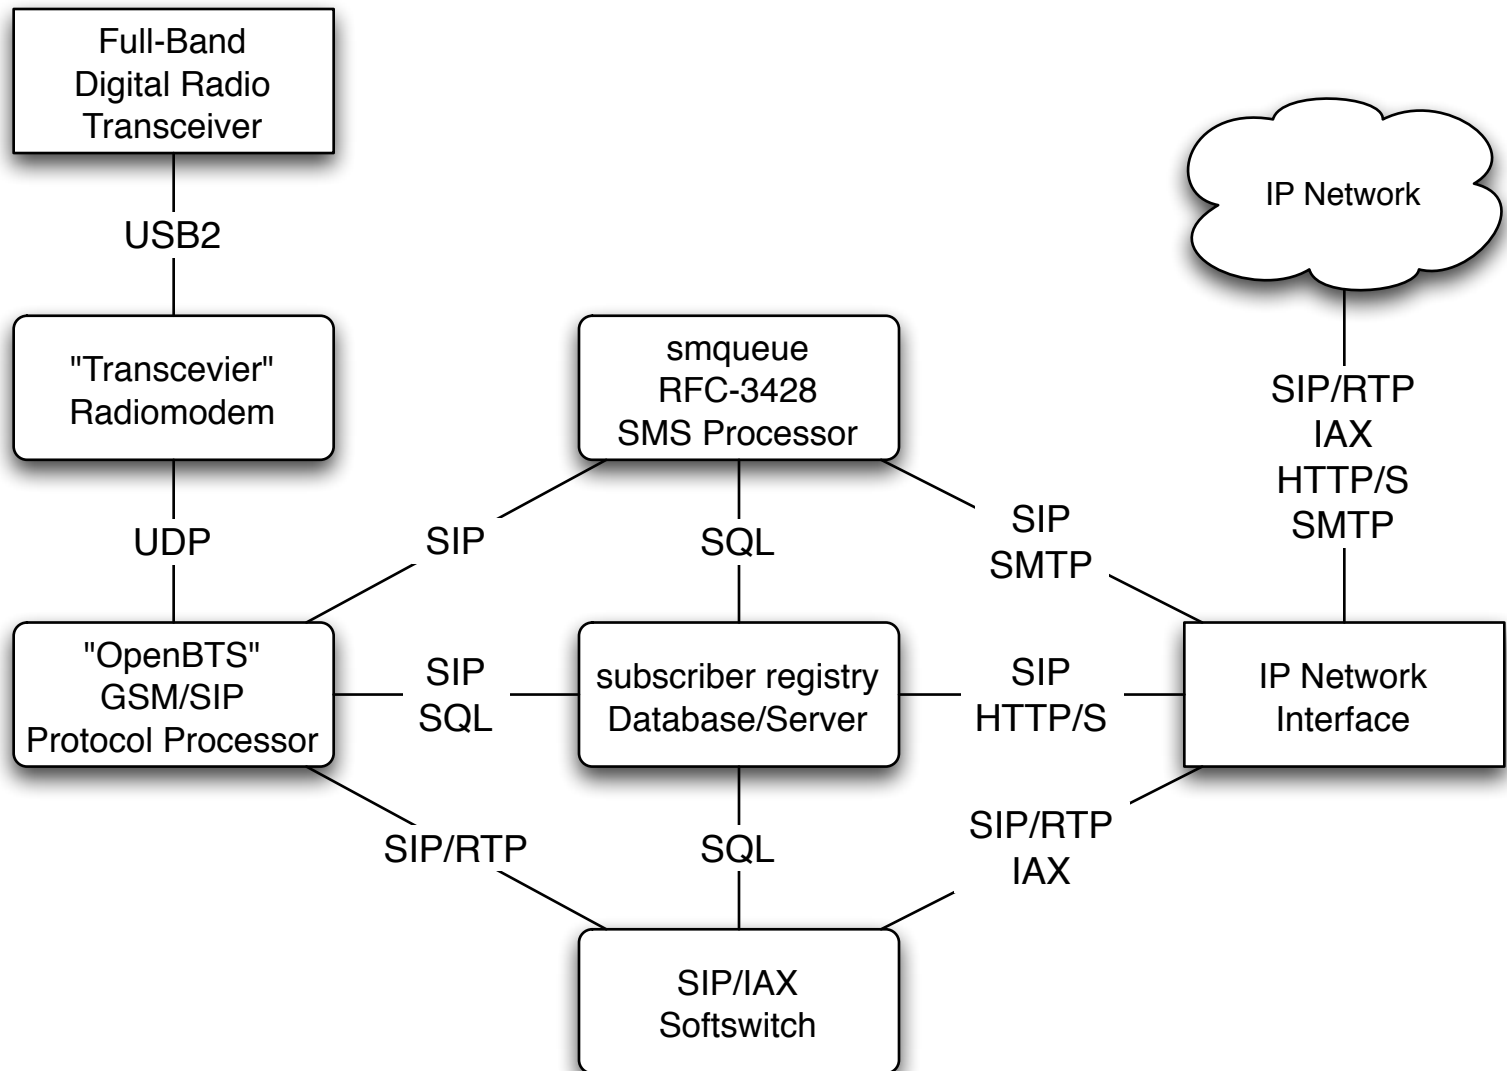 Full-Band
Digital Radio
Transceiver
USB2
IP Network
"Transcevier"
Radiomodem
smqueue
RFC-3428
SMS Processor
SIP/RTP
IAX
HTTP/S
SMTP
UDP
SIP
SQL
SIP
SMTP
"OpenBTS"
GSM/SIP
Protocol Processor
SIP
SQL
subscriber registry
Database/Server
SIP
HTTP/S
IP Network
Interface
SIP/RTP
SQL
SIP/RTP
IAX
SIP/IAX
Softswitch